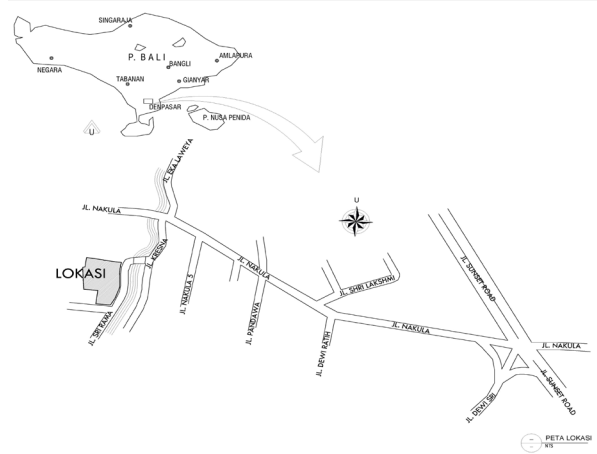 SINGARAJA
P. BALI
AMLAPURA
BANGLI
NEGARA
TABANAN
GIANYAR
DENPASAR
P. NUSA PENIDA
U
JL. EKA LAWEYA
U
JL. NAKULA
JL. KRESNA
LOKASI
JL. NAKULA
JL. SUNSET ROAD
JL. NAKULA 5
JL. SHRI LAKSHMI
JL. SRI RAMA
JL. PANDAWA
JL. DEWI RATIH
JL. NAKULA
JL. NAKULA
JL. DEWI SRI
JL. SUNSET ROAD
PETA LOKASI
NTS